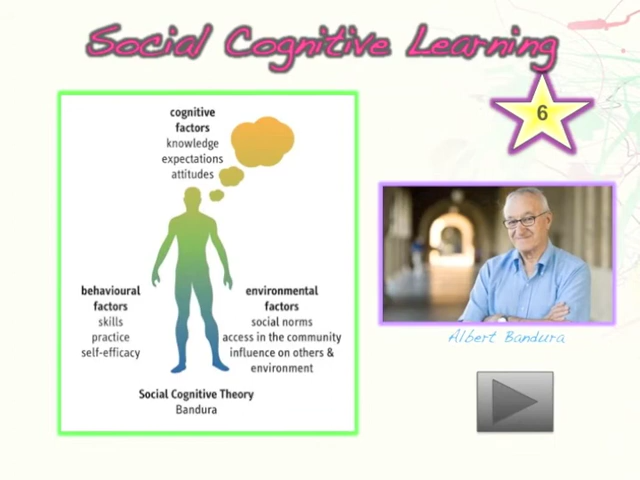 Social Cognitive Learning
6
cognitive
factors
knowledge
expectations
attitudes
behavioural
factors
skills
practice
self-efficacy
environmental
factors
social norms
access in the community
influence on others &
environment
Social Cognitive Theory
Bandura
Albert Bandura